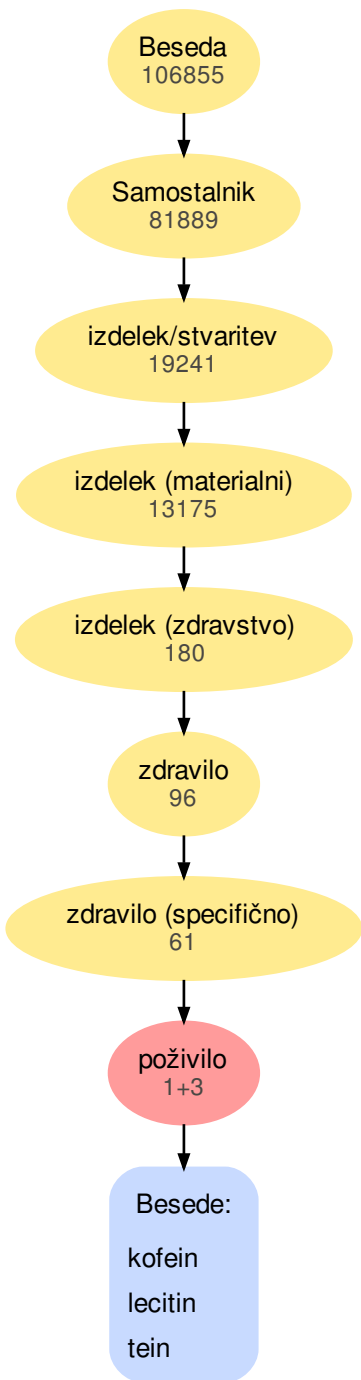 Beseda
106855
Samostalnik
81889
izdelek/stvaritev
19241
izdelek (materialni)
13175
izdelek (zdravstvo)
180
zdravilo
96
zdravilo (specifično)
61
poživilo
1+3
Besede:
kofein
lecitin
tein